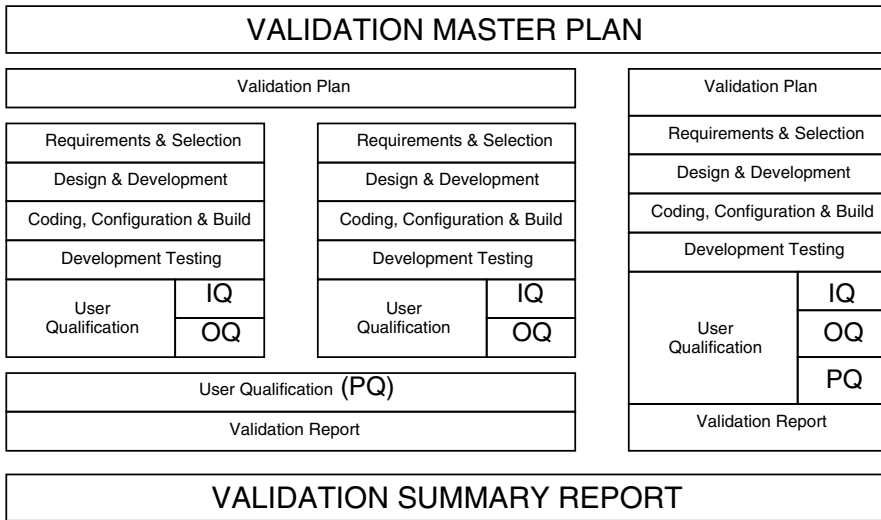 VALIDATION MASTER PLAN
Validation Plan
Requirements & Selection
Design & Development
Coding, Configuration & Build
Development Testing
User
Qualification
IQ
OQ
Requirements & Selection
Design & Development
Coding, Configuration & Build
Development Testing
User
Qualification
IQ
OQ
User Qualification (PQ)
Validation Report
Validation Plan
Requirements & Selection
Design & Development
Coding, Configuration & Build
Development Testing
User
Qualification
IQ
OQ
PQ
Validation Report
VALIDATION SUMMARY REPORT